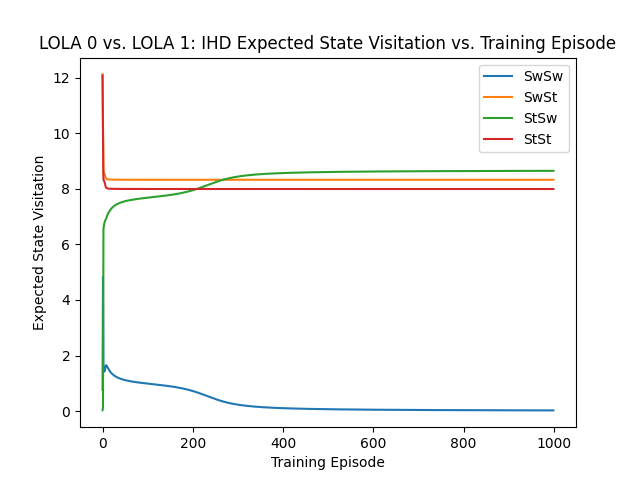 LOLA 0 vs. LOLA 1: IHD Expected State Visitation vs. Training Episode
SwSw
SwSt
StSw
StSt
Expected State Visitation
12
10
8
6
4
2
0
0 200 400 600 800 1000
Training Episode